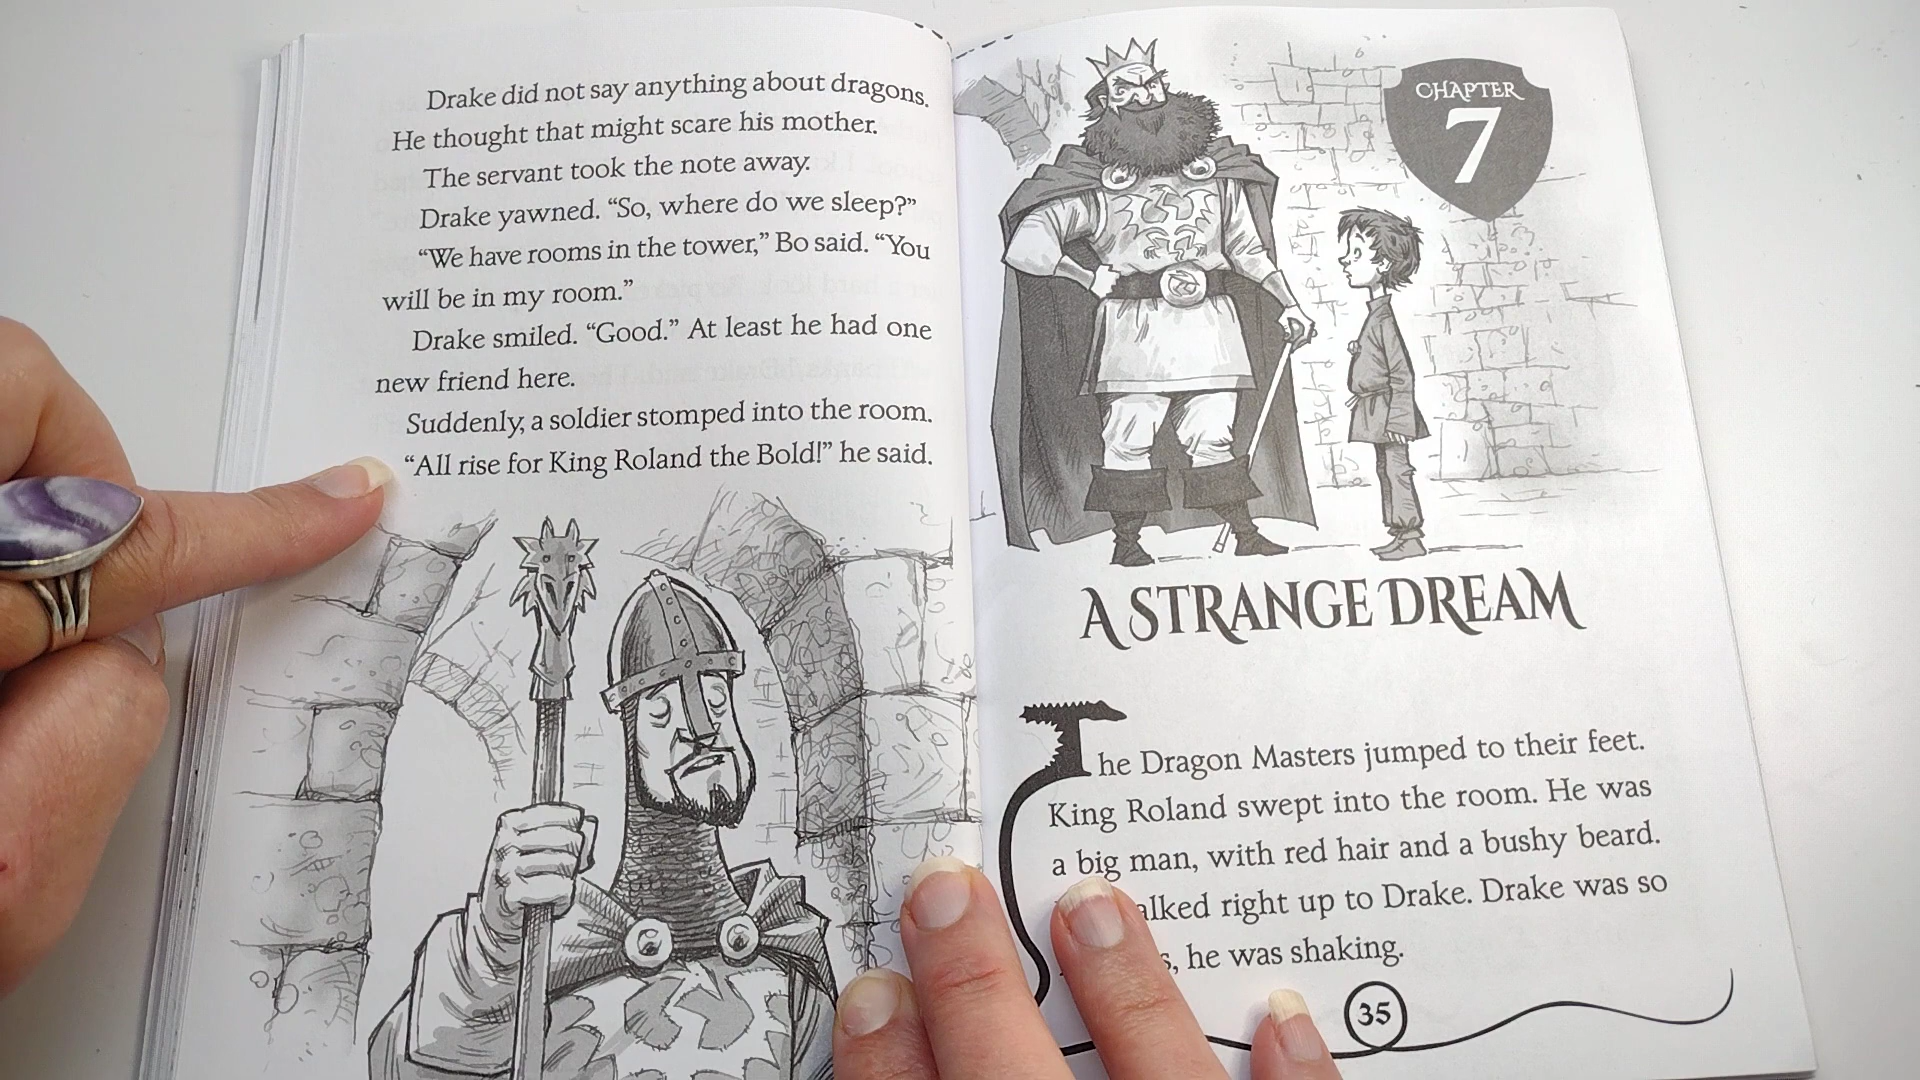 Drake did not say anything about dragons.
He thought that might scare his mother.
The servant took the note away.
Drake yawned. “So, where do we sleep?”
“We have rooms in the tower,” Bo said. “You
will be in my room.”
Drake smiled. “Good.” At least he had one
new friend here.
Suddenly, a soldier stomped into the room.
“All rise for King Roland the Bold!” he said.
CHAPTER
7
A STRANGE DREAM
The Dragon Masters jumped to their feet.
King Roland swept into the room. He was
a big man, with red hair and a bushy beard.
right up to Drake. Drake was so
he was shaking.
35